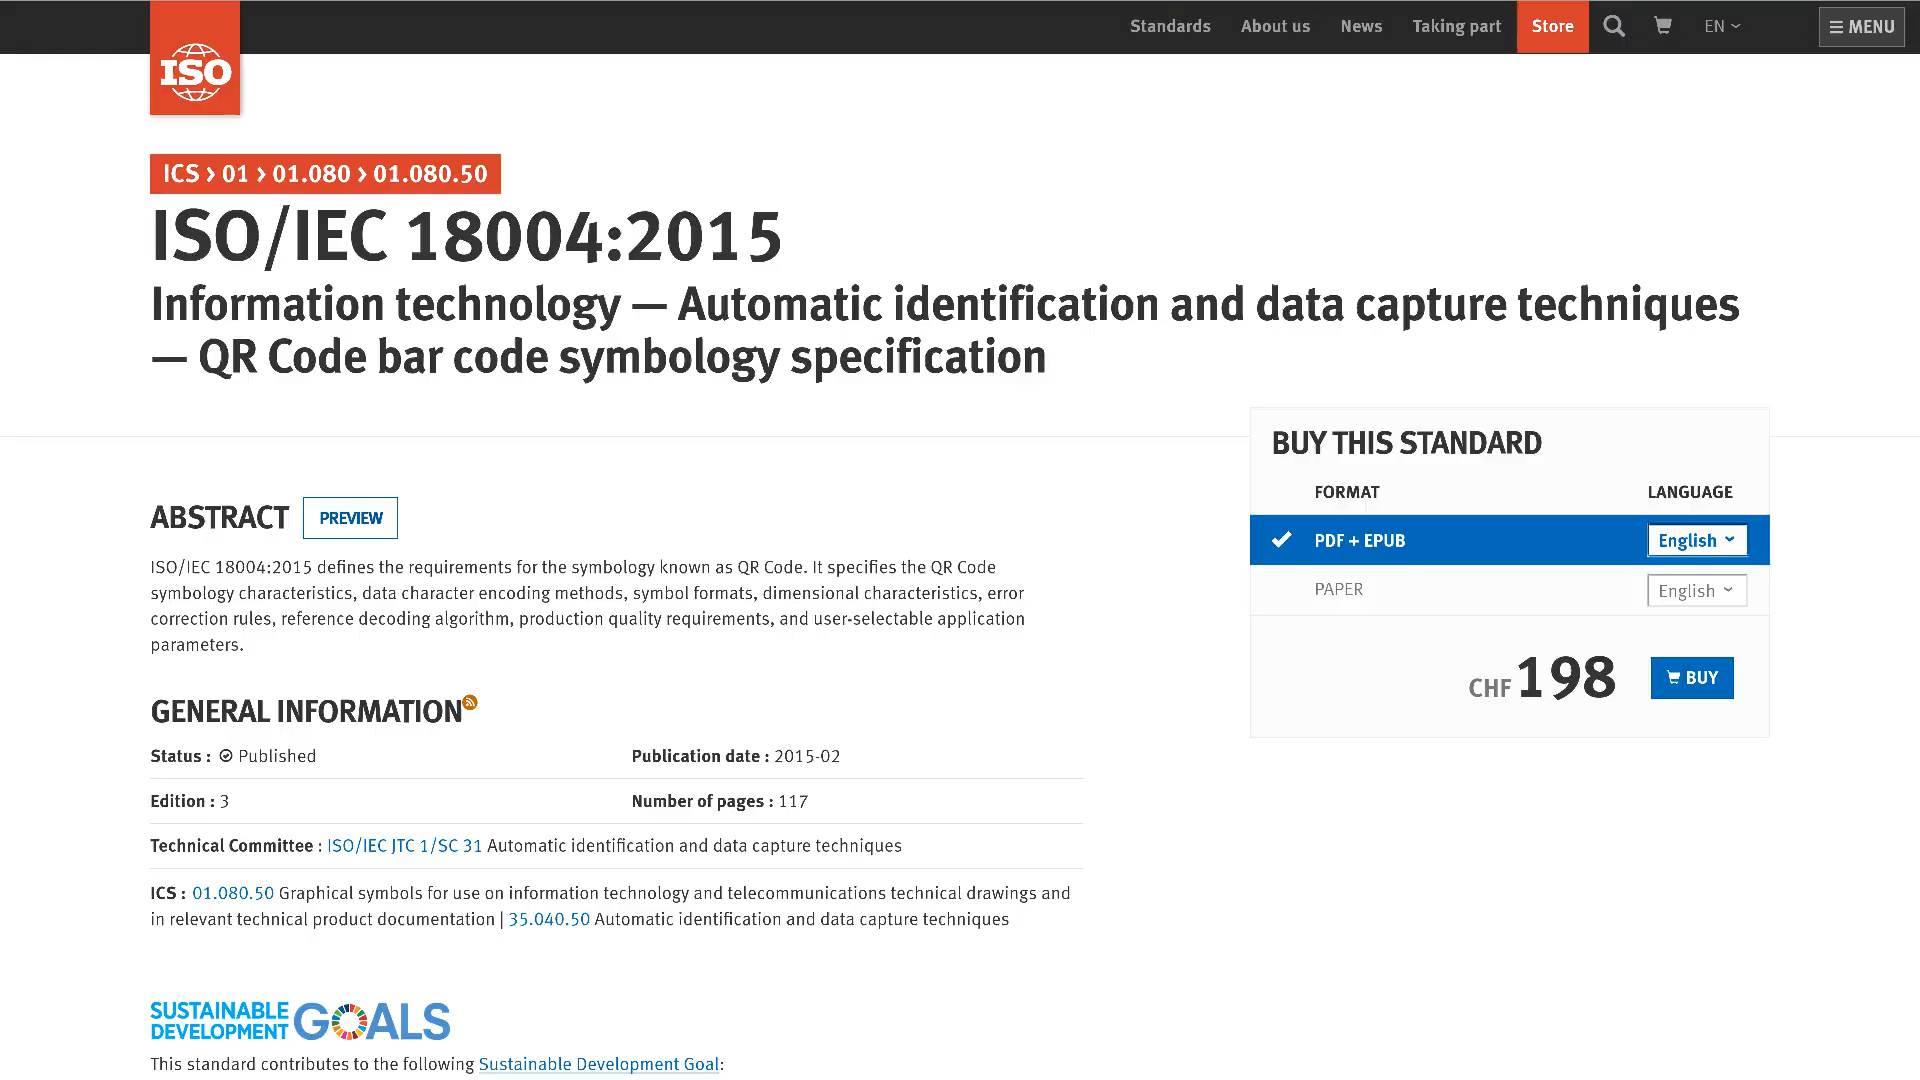 Standards About us News Taking part Store EN MENU
ISO
ICS > 01 > 01.080 > 01.080.50
ISO/IEC 18004:2015
Information technology — Automatic identification and data capture techniques
— QR Code bar code symbology specification
BUY THIS STANDARD
FORMAT LANGUAGE
PDF + EPUB English
PAPER English
CHF 198 BUY
ABSTRACT PREVIEW
ISO/IEC 18004:2015 defines the requirements for the symbology known as QR Code. It specifies the QR Code
symbology characteristics, data character encoding methods, symbol formats, dimensional characteristics, error
correction rules, reference decoding algorithm, production quality requirements, and user-selectable application
parameters.
GENERAL INFORMATION
Status : Published Publication date : 2015-02
Edition : 3 Number of pages : 117
Technical Committee : ISO/IEC JTC 1/SC 31 Automatic identification and data capture techniques
ICS : 01.080.50 Graphical symbols for use on information technology and telecommunications technical drawings and
in relevant technical product documentation | 35.040.50 Automatic identification and data capture techniques
SUSTAINABLE
DEVELOPMENT GOALS
This standard contributes to the following Sustainable Development Goal: